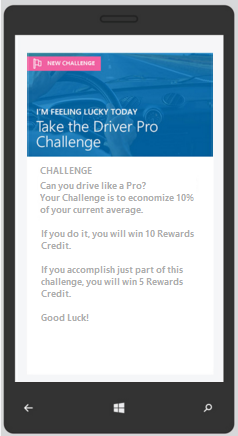 NEW CHALLENGE
I'M FEELING LUCKY TODAY
Take the Driver Pro
Challenge
CHALLENGE
Can you drive like a Pro?
Your Challenge is to economize 10%
of your current average.
If you do it, you will win 10 Rewards
Credit.
If you accomplish just part of this
challenge, you will win 5 Rewards
Credit.
Good Luck!